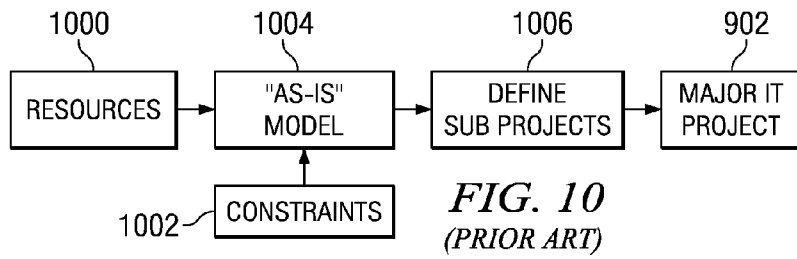 1000
1004
1006
902
RESOURCES
"AS-IS"
MODEL
DEFINE
SUB PROJECTS
MAJOR IT
PROJECT
1002
CONSTRAINTS
FIG. 10
(PRIOR ART)